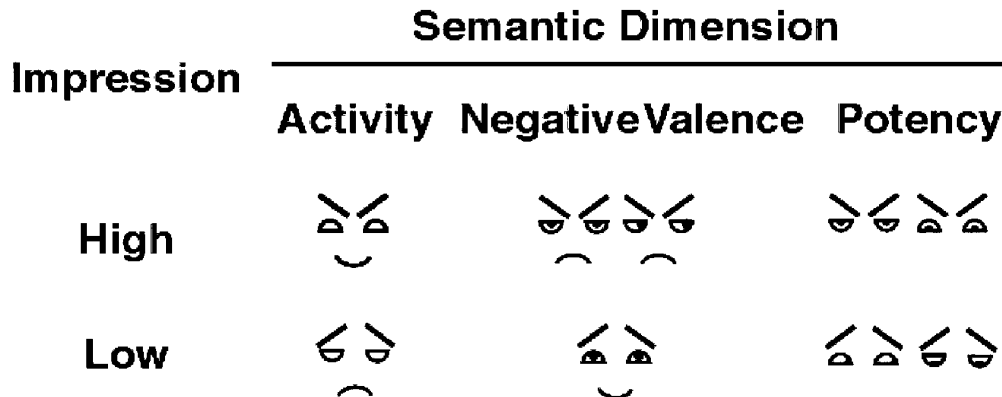 Semantic Dimension
Impression
Activity Negative Valence Potency
High
Low